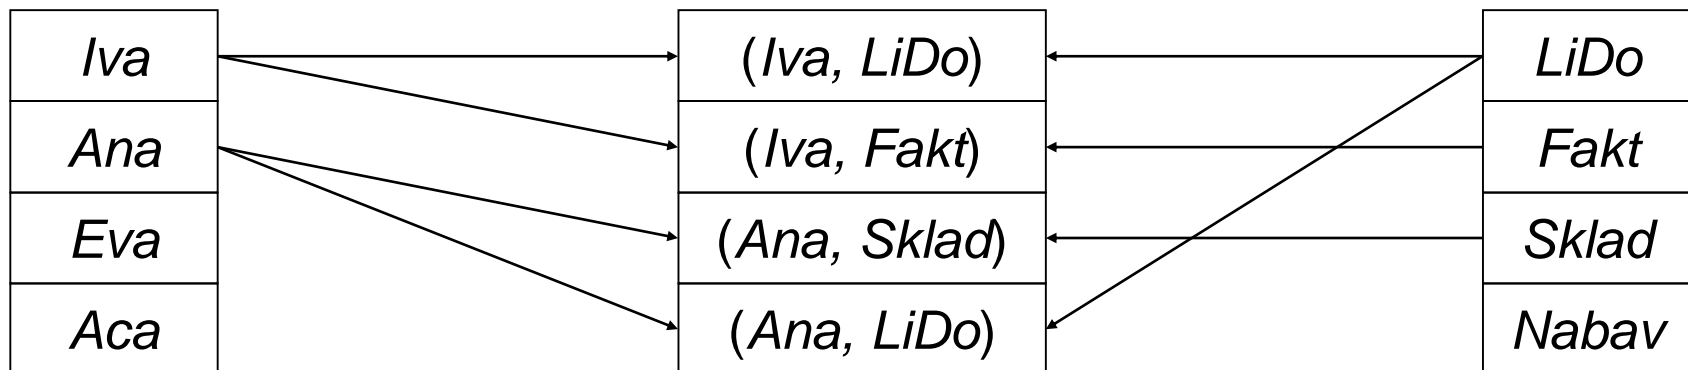 Iva (Iva, LiDo) LiDo
Ana (Iva, Fakt) Fakt
Eva (Ana, Sklad) Sklad
Aca (Ana, LiDo) Nabav